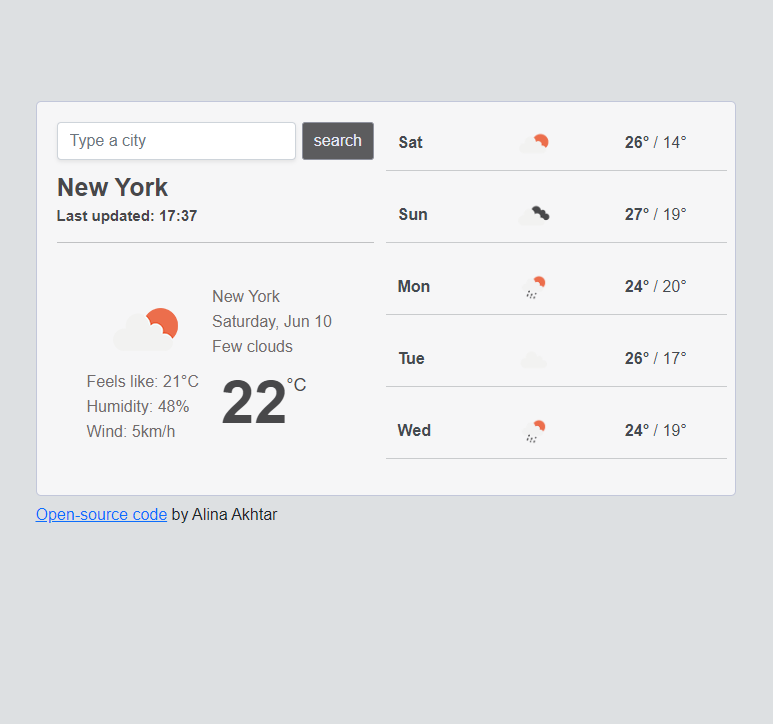 Type a city
search
New York
Last updated: 17:37
New York
Saturday, Jun 10
Few clouds
Feels like: 21°C
Humidity: 48%
Wind: 5km/h
22°C
Sat 26° / 14°
Sun 27° / 19°
Mon 24° / 20°
Tue 26° / 17°
Wed 24° / 19°
Open-source code by Alina Akhtar